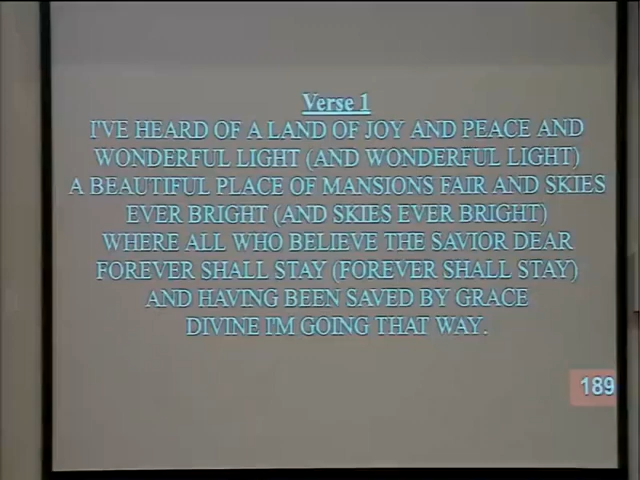 Verse 1
I'VE HEARD OF A LAND OF JOY AND PEACE AND
WONDERFUL LIGHT (AND WONDERFUL LIGHT)
A BEAUTIFUL PLACE OF MANSIONS FAIR AND SKIES
EVER BRIGHT (AND SKIES EVER BRIGHT)
WHERE ALL WHO BELIEVE THE SAVIOR DEAR
FOREVER SHALL STAY (FOREVER SHALL STAY)
AND HAVING BEEN SAVED BY GRACE
DIVINE I'M GOING THAT WAY.
189